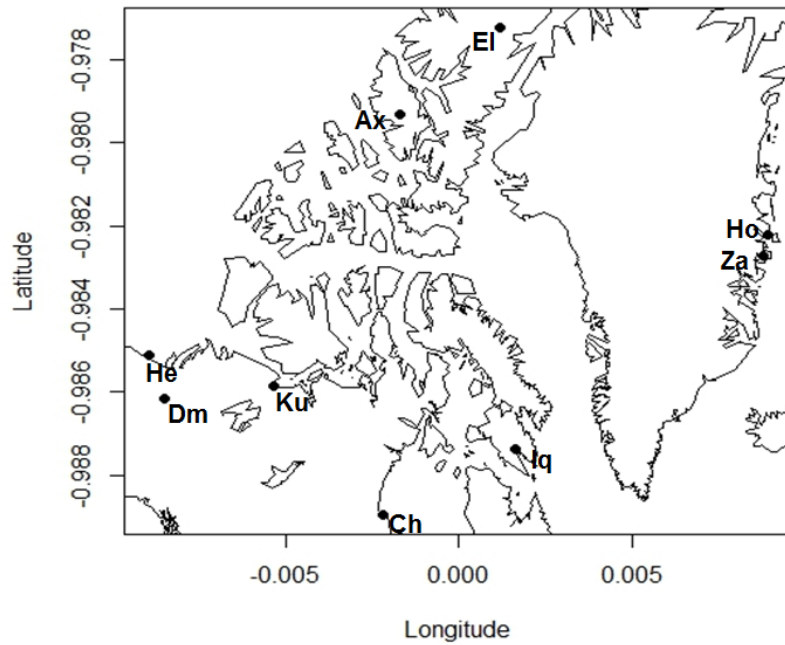 El
Ax
Ho
Za
He
Dm
Ku
Iq
Ch
-0.978
-0.980
-0.982
-0.984
-0.986
-0.988
Latitude
-0.005
0.000
0.005
Longitude